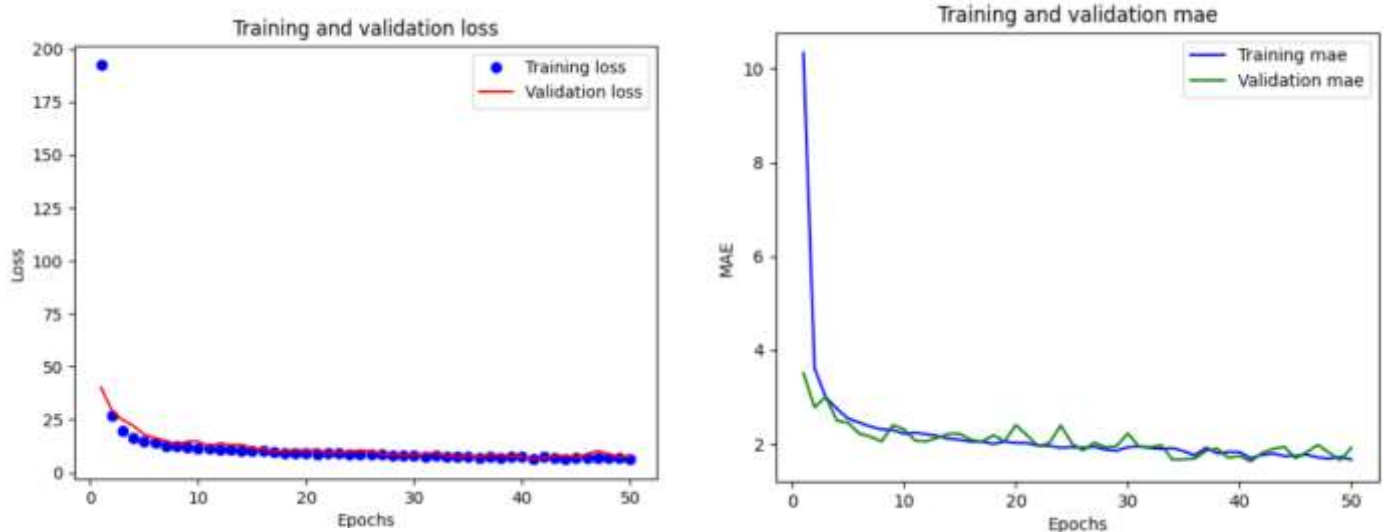 Training and validation loss
200
175
150
125
100
75
50
25
0
Loss
0 10 20 30 40 50
Epochs
Training loss
Validation loss
Training and validation mae
10
8
6
4
2
MAE
0 10 20 30 40 50
Epochs
Training mae
Validation mae